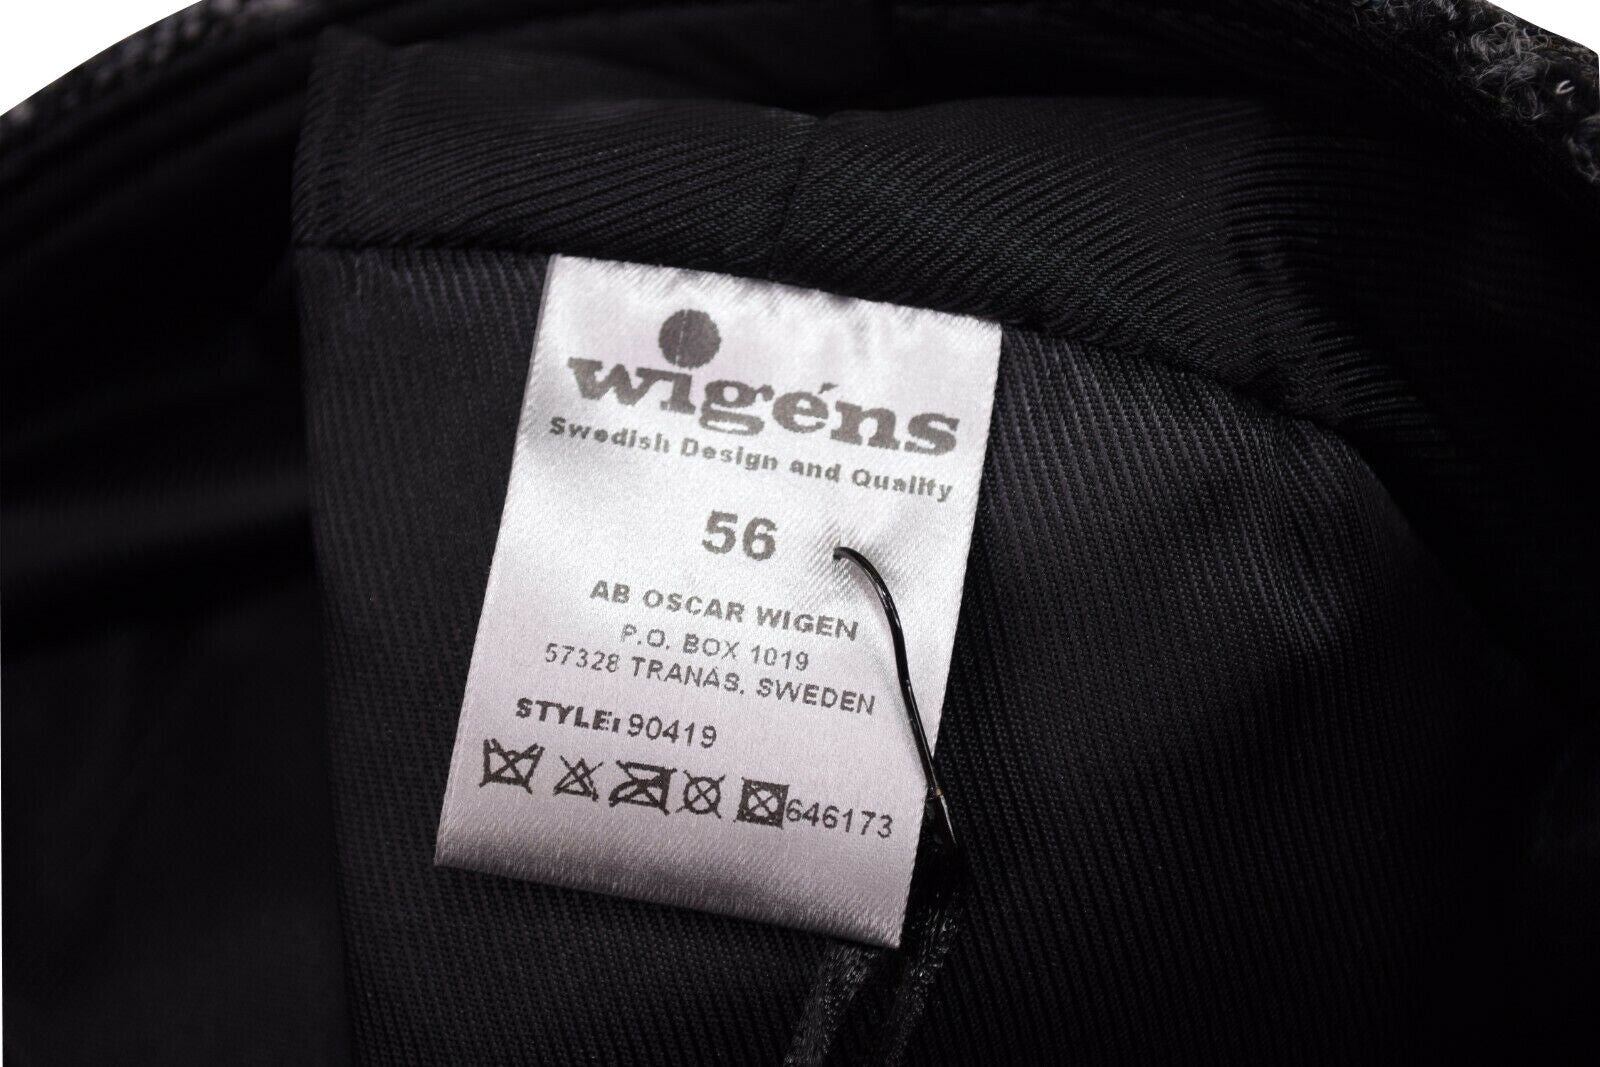 wigéns
Swedish Design and Quality
56
AB OSCAR WIGEN
P.O. BOX 1019
57328 TRANÅS, SWEDEN
STYLE: 90419
646173